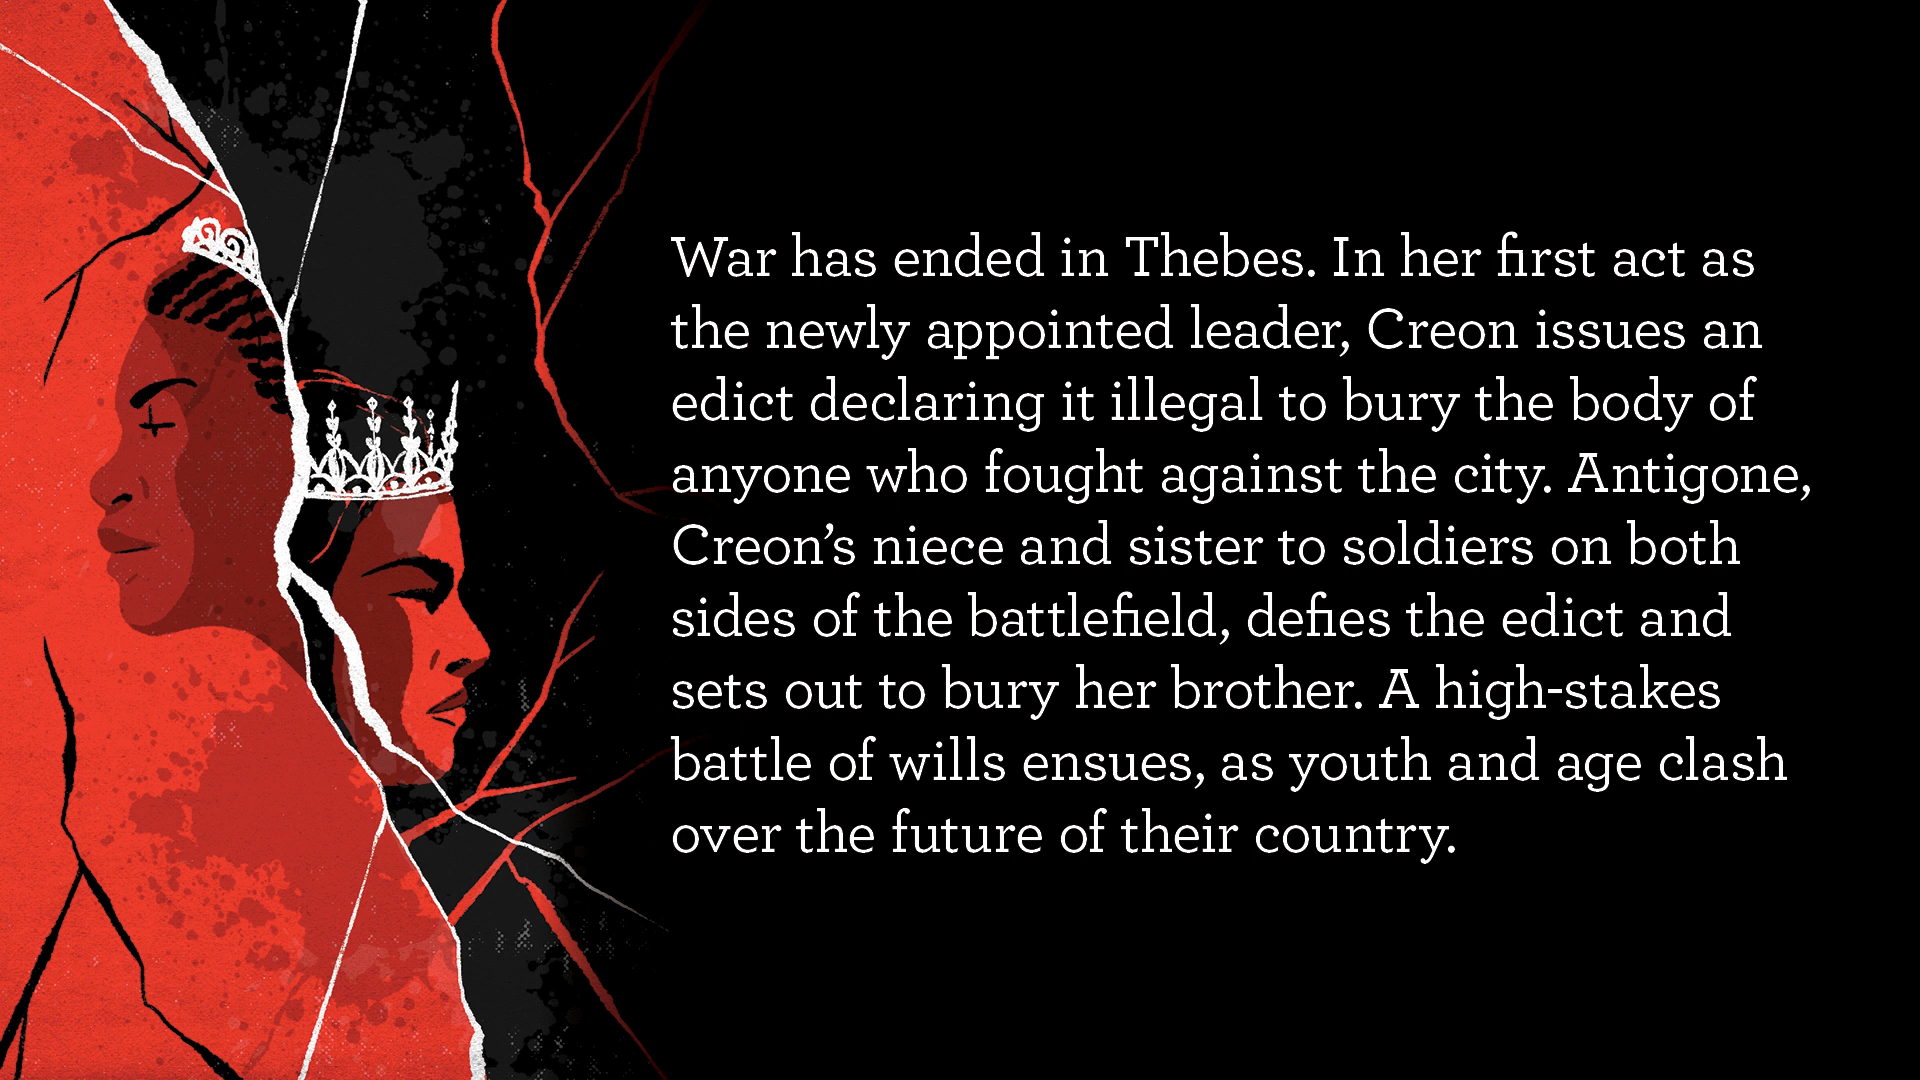 War has ended in Thebes. In her first act as
the newly appointed leader, Creon issues an
edict declaring it illegal to bury the body of
anyone who fought against the city. Antigone,
Creon’s niece and sister to soldiers on both
sides of the battlefield, defies the edict and
sets out to bury her brother. A high-stakes
battle of wills ensues, as youth and age clash
over the future of their country.